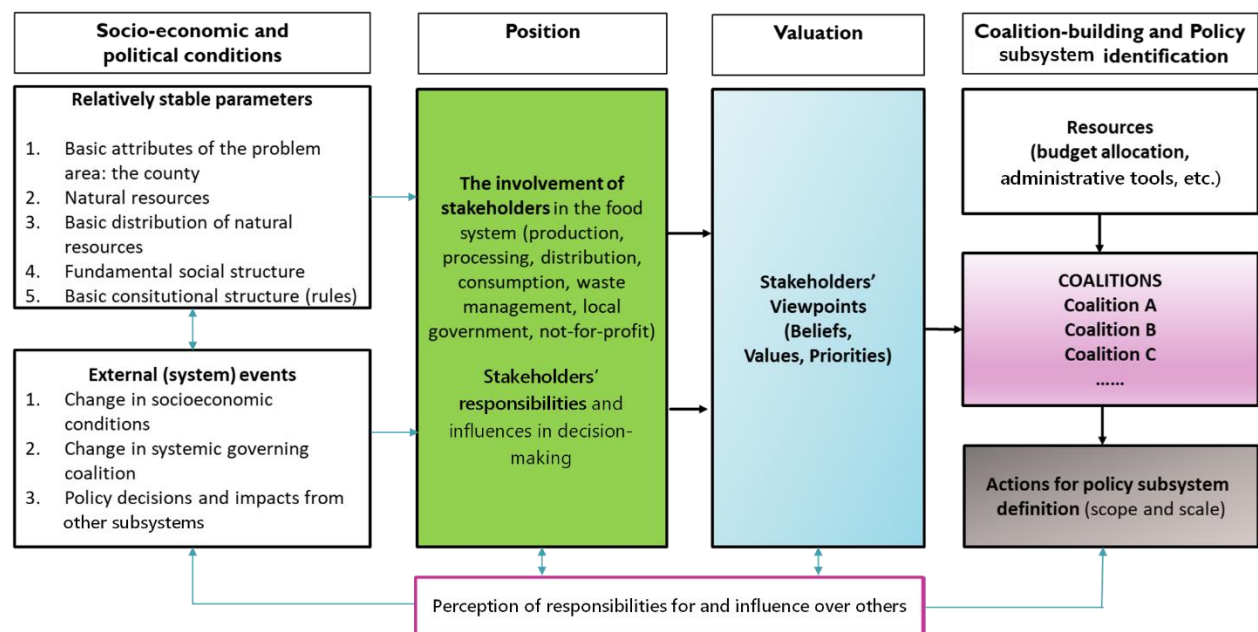 Socio-economic and
political conditions
Position
Valuation
Coalition-building and Policy
subsystem identification
Relatively stable parameters
1. Basic attributes of the problem
area: the county
2. Natural resources
3. Basic distribution of natural
resources
4. Fundamental social structure
5. Basic consitutional structure (rules)
External (system) events
1. Change in socioeconomic
conditions
2. Change in systemic governing
coalition
3. Policy decisions and impacts from
other subsystems
The involvement of
stakeholders in the food
system (production,
processing, distribution,
consumption, waste
management, local
government, not-for-profit)
Stakeholders'
responsibilities and
influences in decision-
making
Stakeholders'
Viewpoints
(Beliefs,
Values, Priorities)
Resources
(budget allocation,
administrative tools, etc.)
COALITIONS
Coalition A
Coalition B
Coalition C
......
Actions for policy subsystem
definition (scope and scale)
Perception of responsibilities for and influence over others